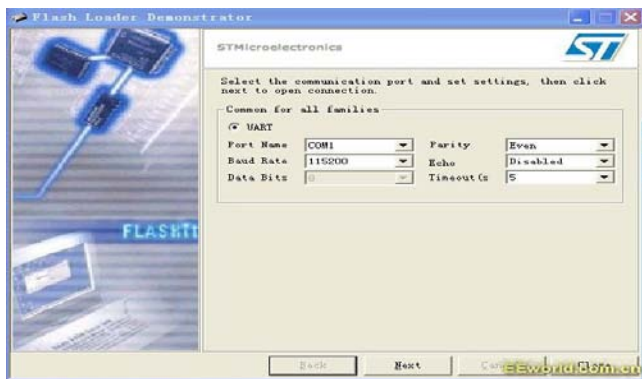 Flash Loader Demonstrator
STMicroelectronics
ST
Select the communication port and set settings, then click
next to open connection.
Common for all families
UART
Port Name COM1 Parity Even
Baud Rate 115200 Echo Disabled
Data Bits 8 Timeout(s 5
FLASHIt
Back Next
EEworld.com.cn